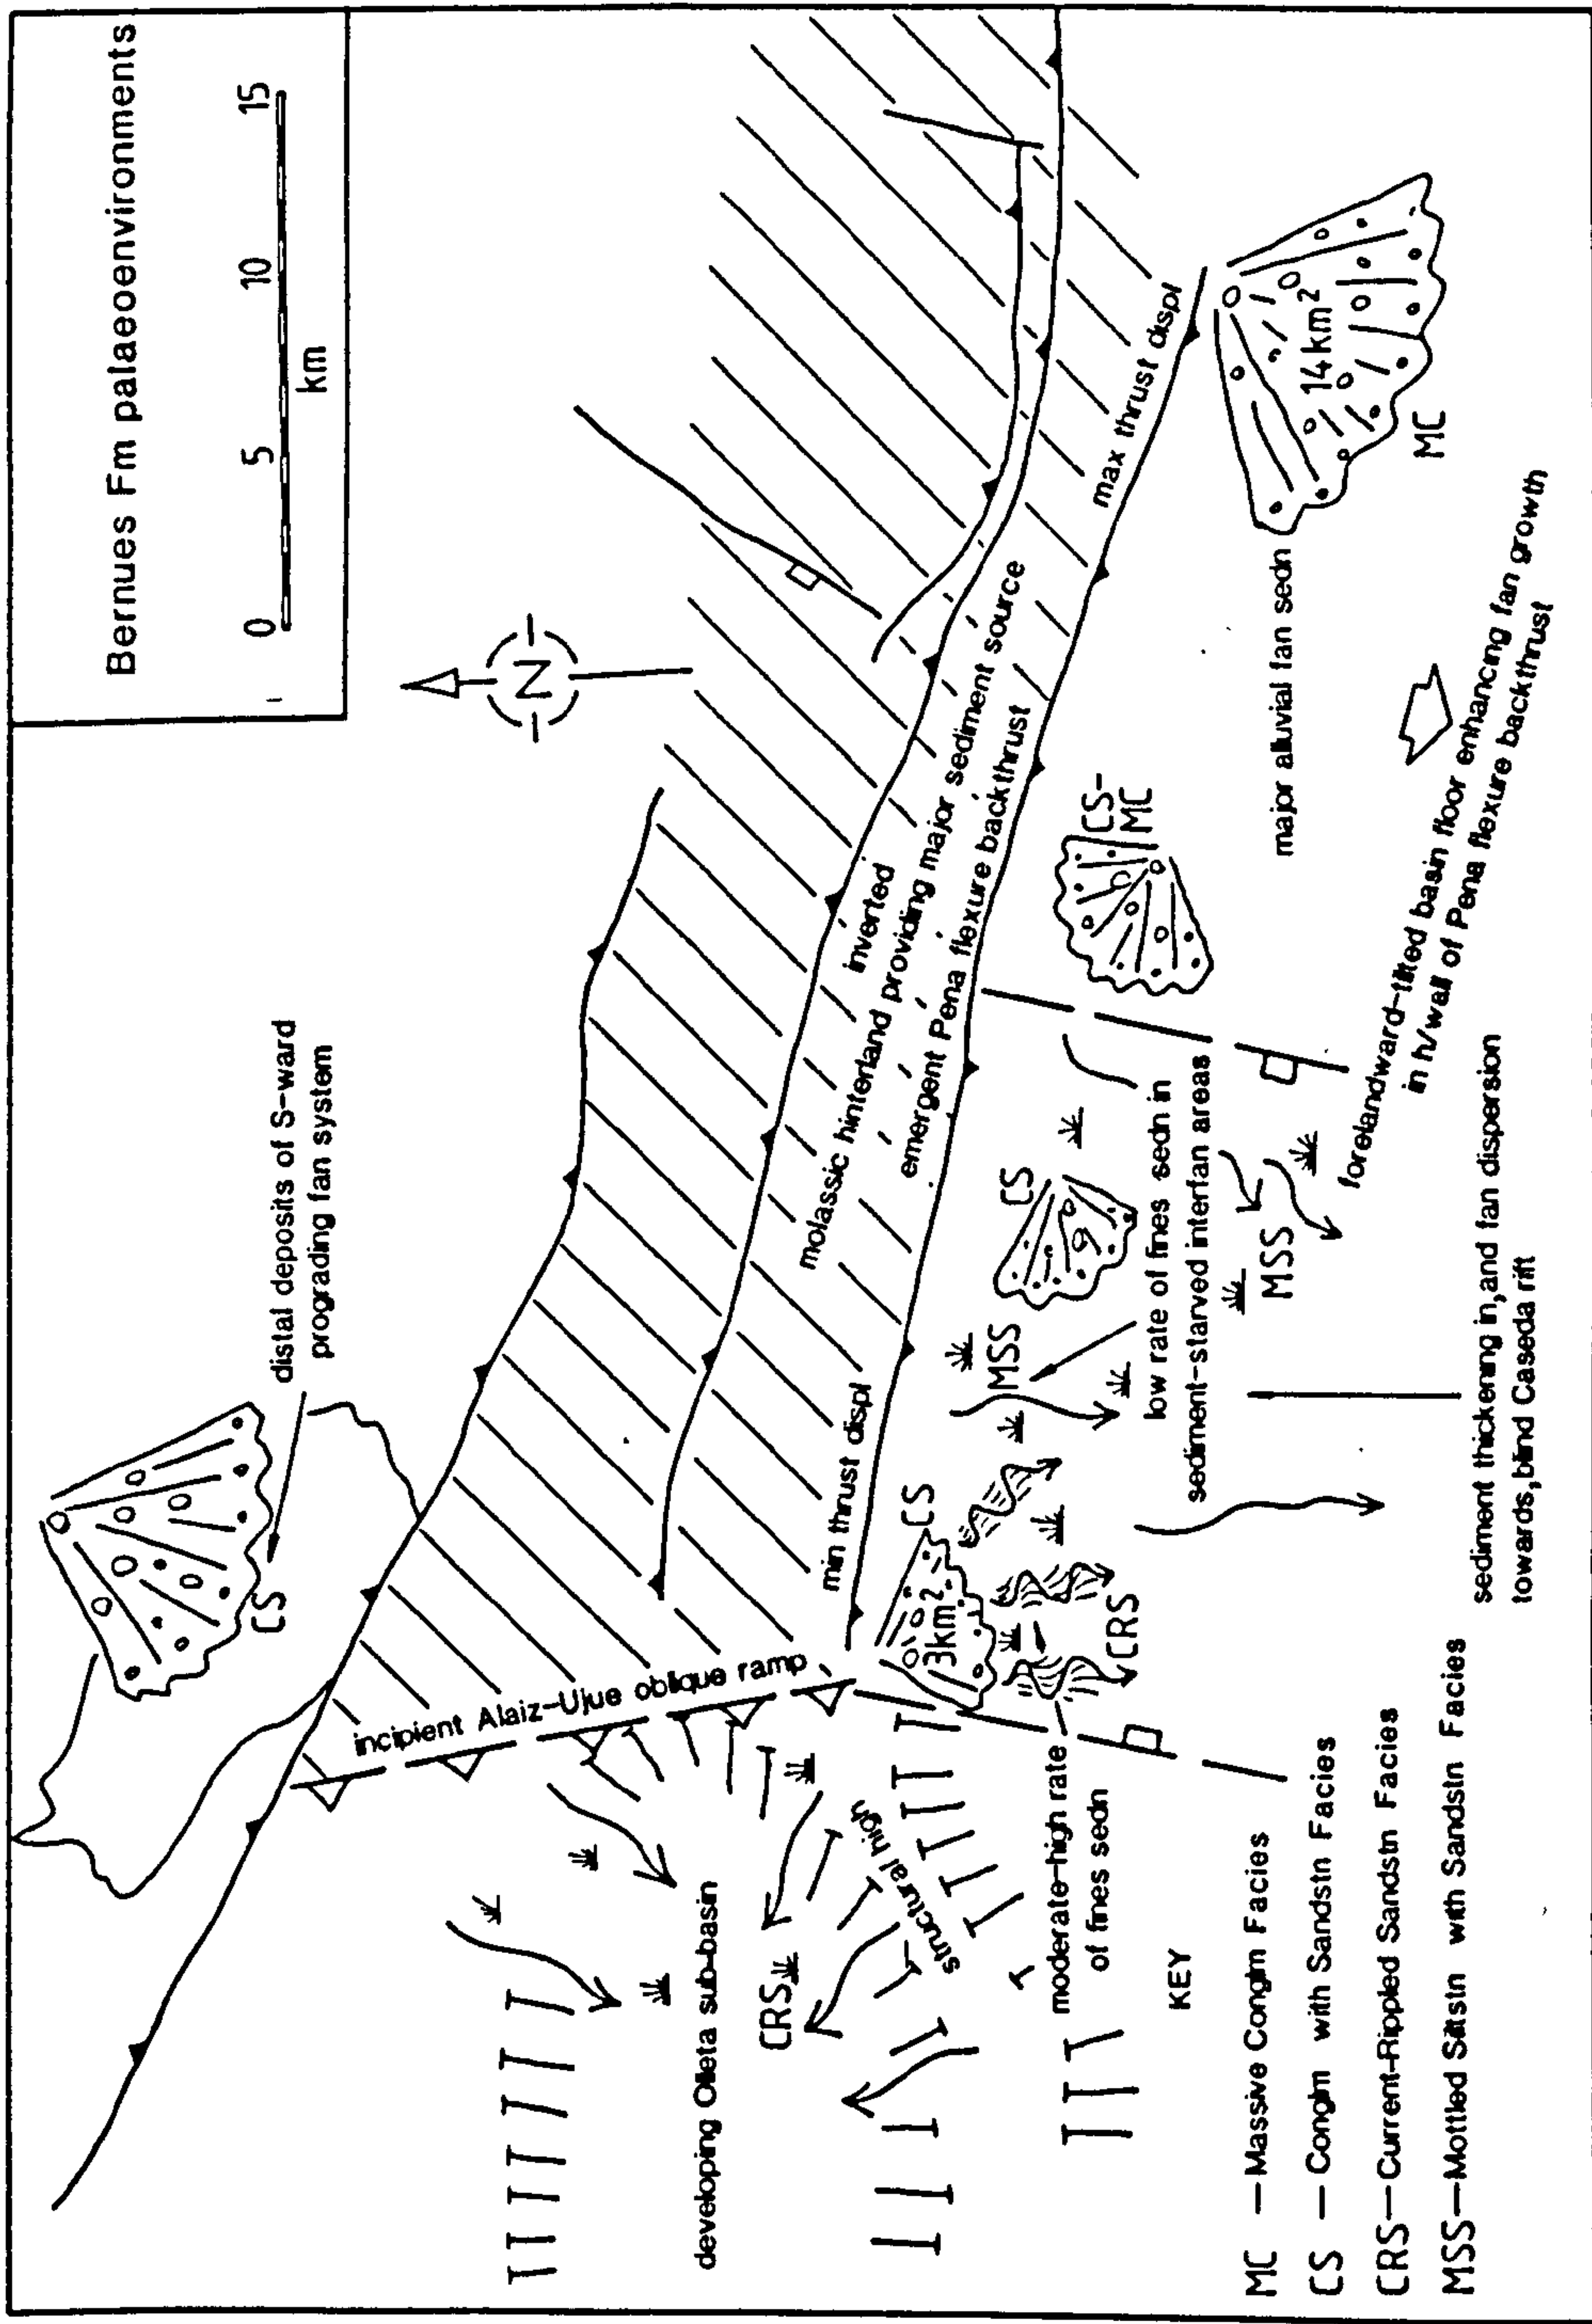 Bernues Fm palaeoenvironments
0 5 10 15
km
N
distal deposits of S-ward
prograding fan system
CS
incipient Alaiz-Ujue oblique ramp
developing Olleta sub-basin
CRS
structural high
moderate-high rate
of fines sedn
min thrust displ
max thrust displ
inverted
molassic hinterland providing major sediment source
emergent Pena flexure backthrust
3km²
CS
CRS
MSS
CS
low rate of fines sedn in
sediment-starved interfan areas
MSS
CS-
MC
major alluvial fan sedn
14km²
MC
forelandward-tilted basin floor enhancing fan growth
in h/wall of Pena flexure backthrust
sediment thickening in,and fan dispersion
towards,blind Caseda rift
KEY
MC —Massive Conglm Facies
CS — Conglm with Sandstn Facies
CRS—Current-Rippled Sandstn Facies
MSS—Mottled Siltstn with Sandstn Facies